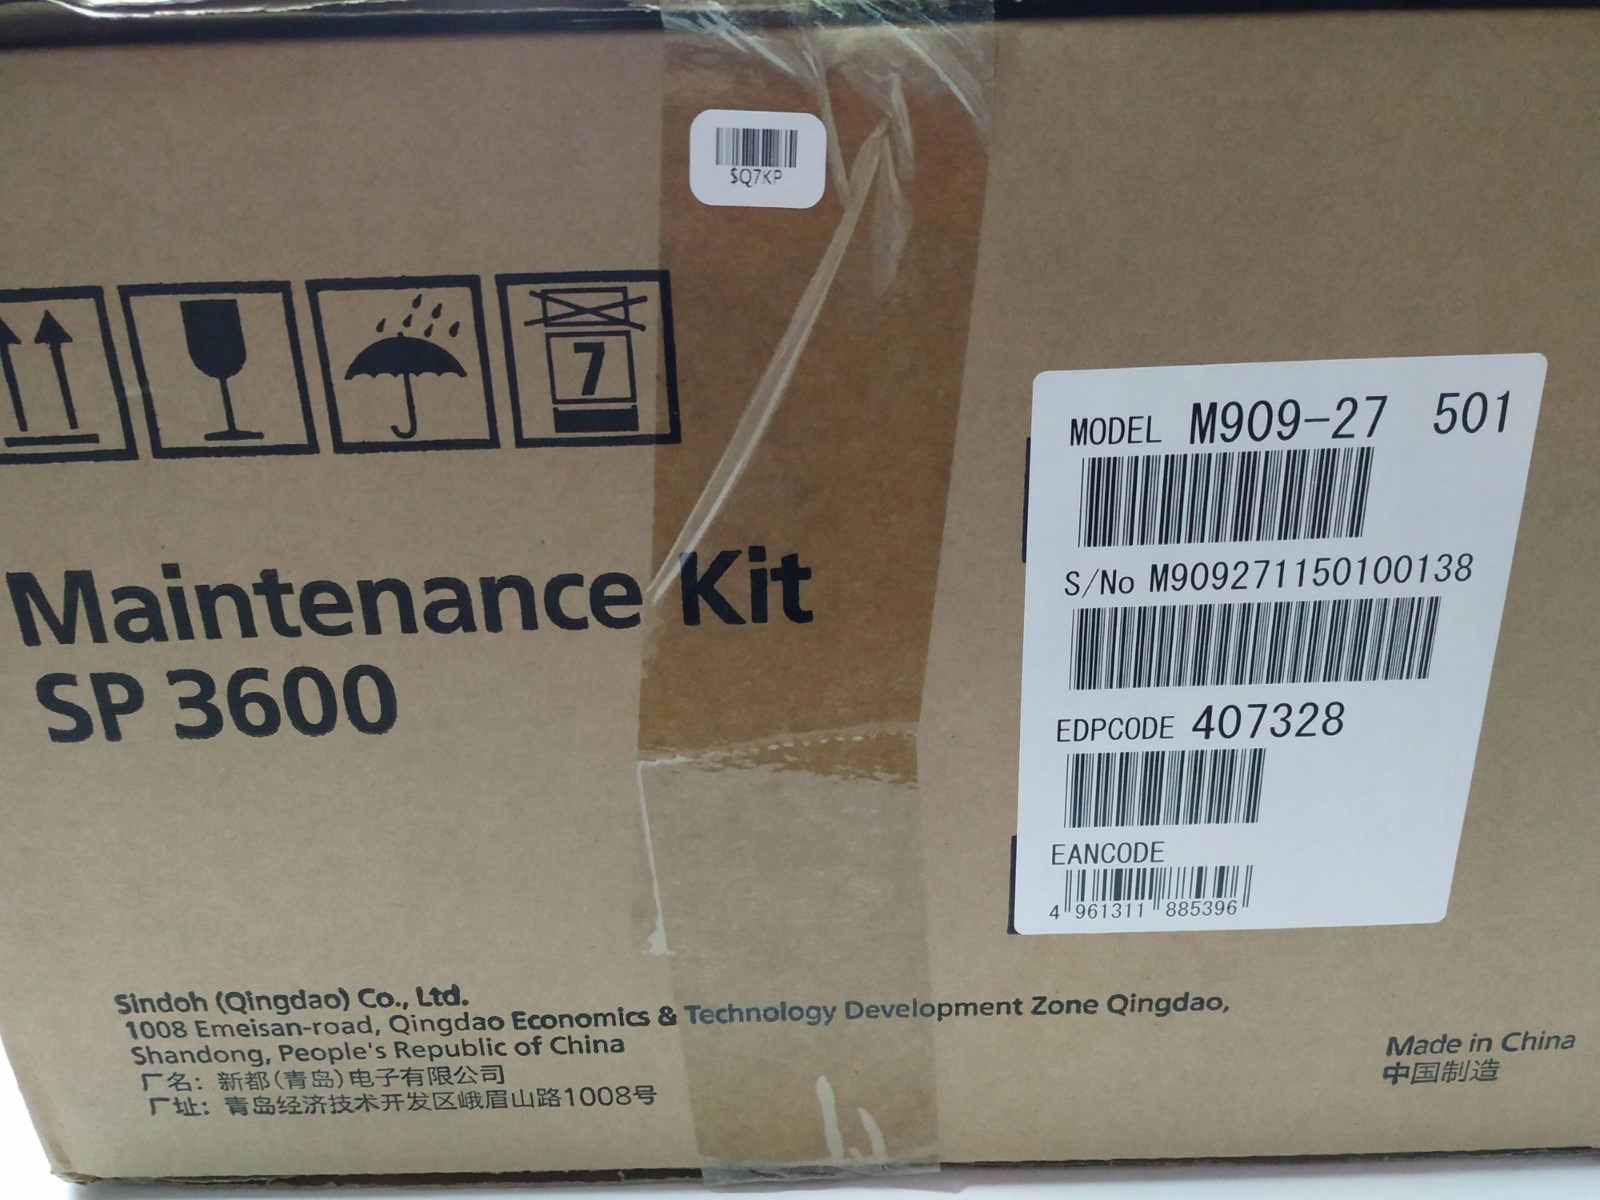 $Q7KP
7
Maintenance Kit
SP 3600
MODEL M909-27 501
S/No M909271150100138
EDPCODE 407328
EANCODE
4 961311 885396
Sindoh (Qingdao) Co., Ltd.
1008 Emeisan-road, Qingdao Economics & Technology Development Zone Qingdao,
Shandong, People's Republic of China
厂名：新都(青岛)电子有限公司
厂址：青岛经济技术开发区峨眉山路1008号
Made in China
中国制造